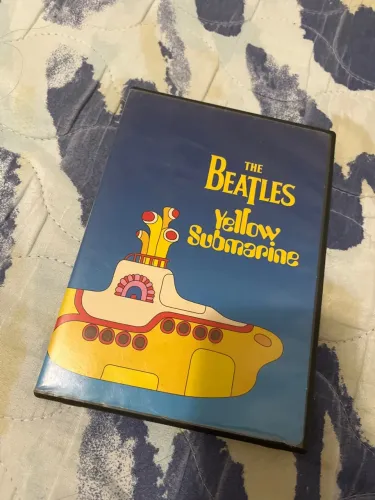 THE
BEATLES
Yellow
Submarine